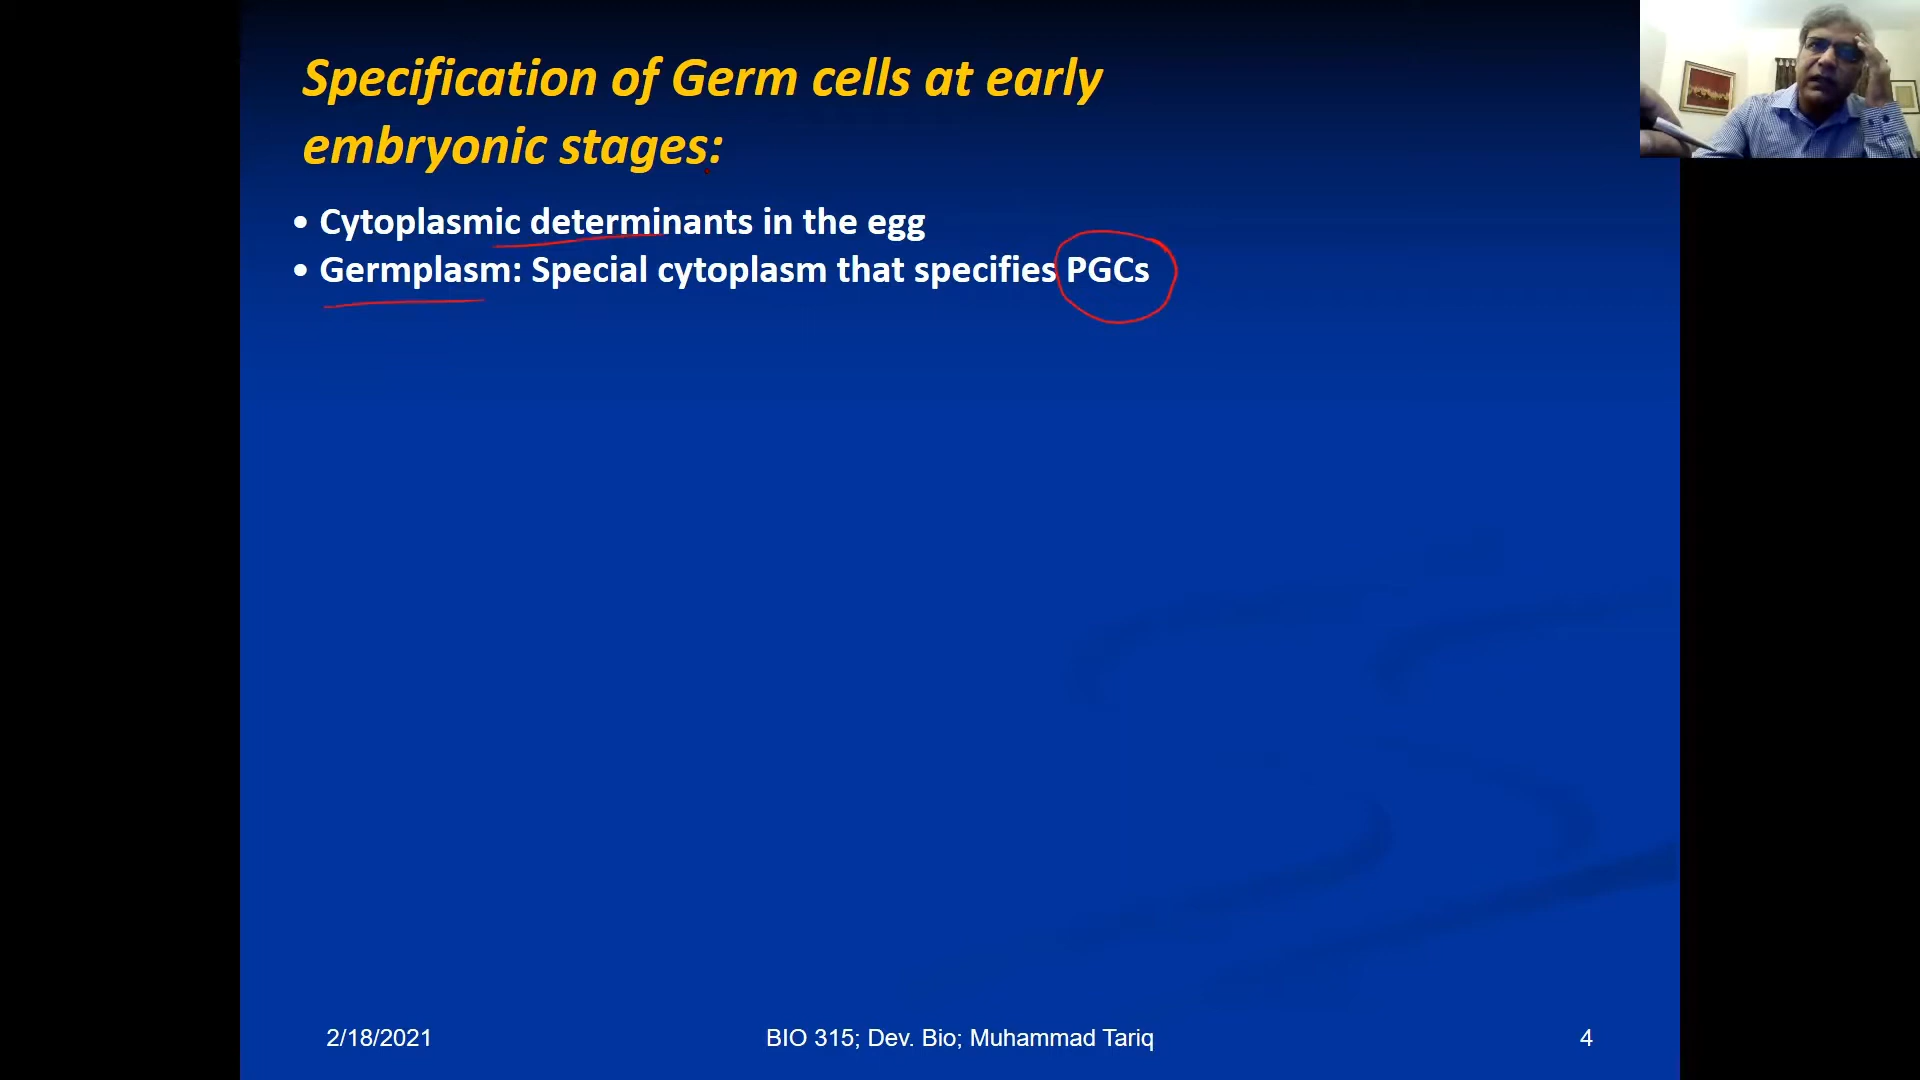 Specification of Germ cells at early
embryonic stages:
• Cytoplasmic determinants in the egg
• Germplasm: Special cytoplasm that specifies PGCs
2/18/2021
BIO 315; Dev. Bio; Muhammad Tariq
4